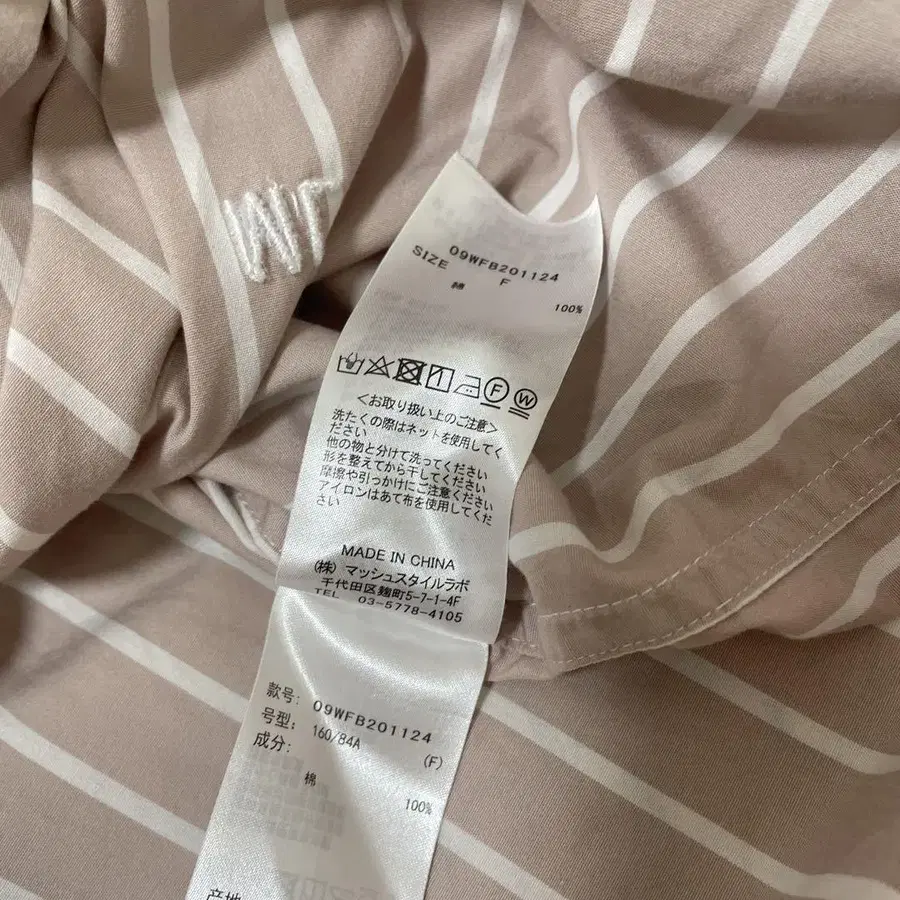 09WFB201124
SIZE F
綿 100%
F W
<お取り扱い上のご注意>
洗たくの際はネットを使用してく
ださい
他の物と分けて洗ってください
形を整えてから干してください
摩擦や引っかけにご注意ください
アイロンはあて布を使用してくだ
さい
MADE IN CHINA
(株) マッシュスタイルラボ
千代田区麹町5-7-1-4F
TEL 03-5778-4105
款号: 09WFB201124
号型: 160/84A (F)
成分:
棉 100%
产地